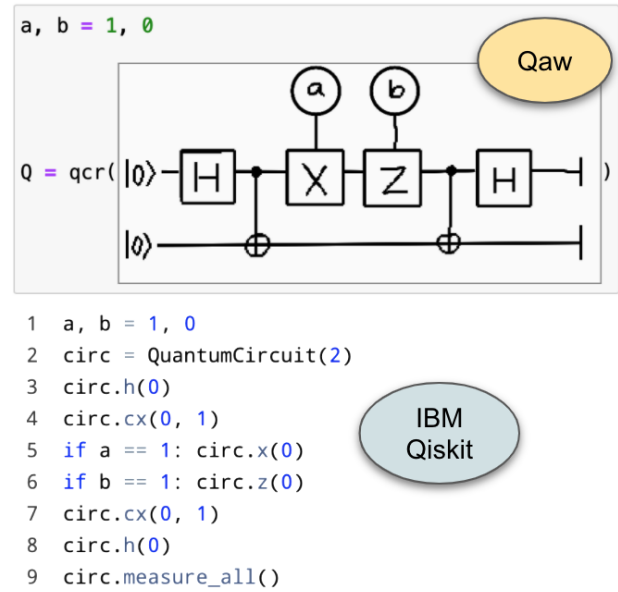 a, b = 1, 0
Qaw
a b
Q = qcr( |0⟩ H X Z H )
|0⟩
1 a, b = 1, 0
2 circ = QuantumCircuit(2)
3 circ.h(0)
4 circ.cx(0, 1)
5 if a == 1: circ.x(0)
6 if b == 1: circ.z(0)
7 circ.cx(0, 1)
8 circ.h(0)
9 circ.measure_all()
IBM
Qiskit